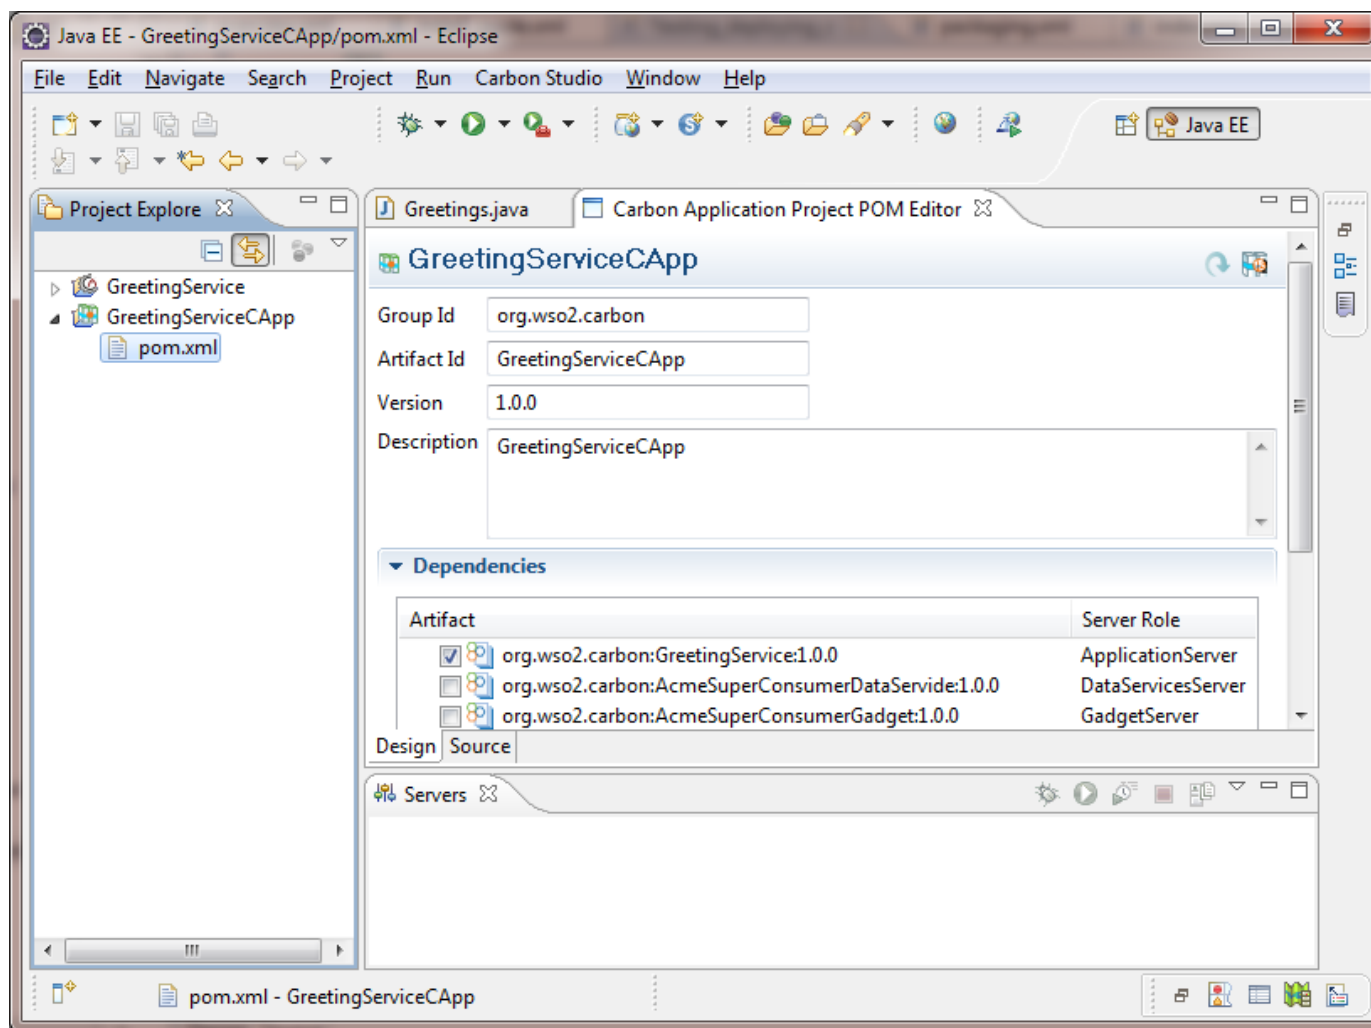 Java EE - GreetingServiceCApp/pom.xml - Eclipse
File Edit Navigate Search Project Run Carbon Studio Window Help
Java EE
Project Explore
GreetingService
GreetingServiceCApp
pom.xml
Greetings.java Carbon Application Project POM Editor
GreetingServiceCApp
Group Id org.wso2.carbon
Artifact Id GreetingServiceCApp
Version 1.0.0
Description GreetingServiceCApp
Dependencies
Artifact Server Role
org.wso2.carbon:GreetingService:1.0.0 ApplicationServer
org.wso2.carbon:AcmeSuperConsumerDataServide:1.0.0 DataServicesServer
org.wso2.carbon:AcmeSuperConsumerGadget:1.0.0 GadgetServer
Design Source
Servers
pom.xml - GreetingServiceCApp